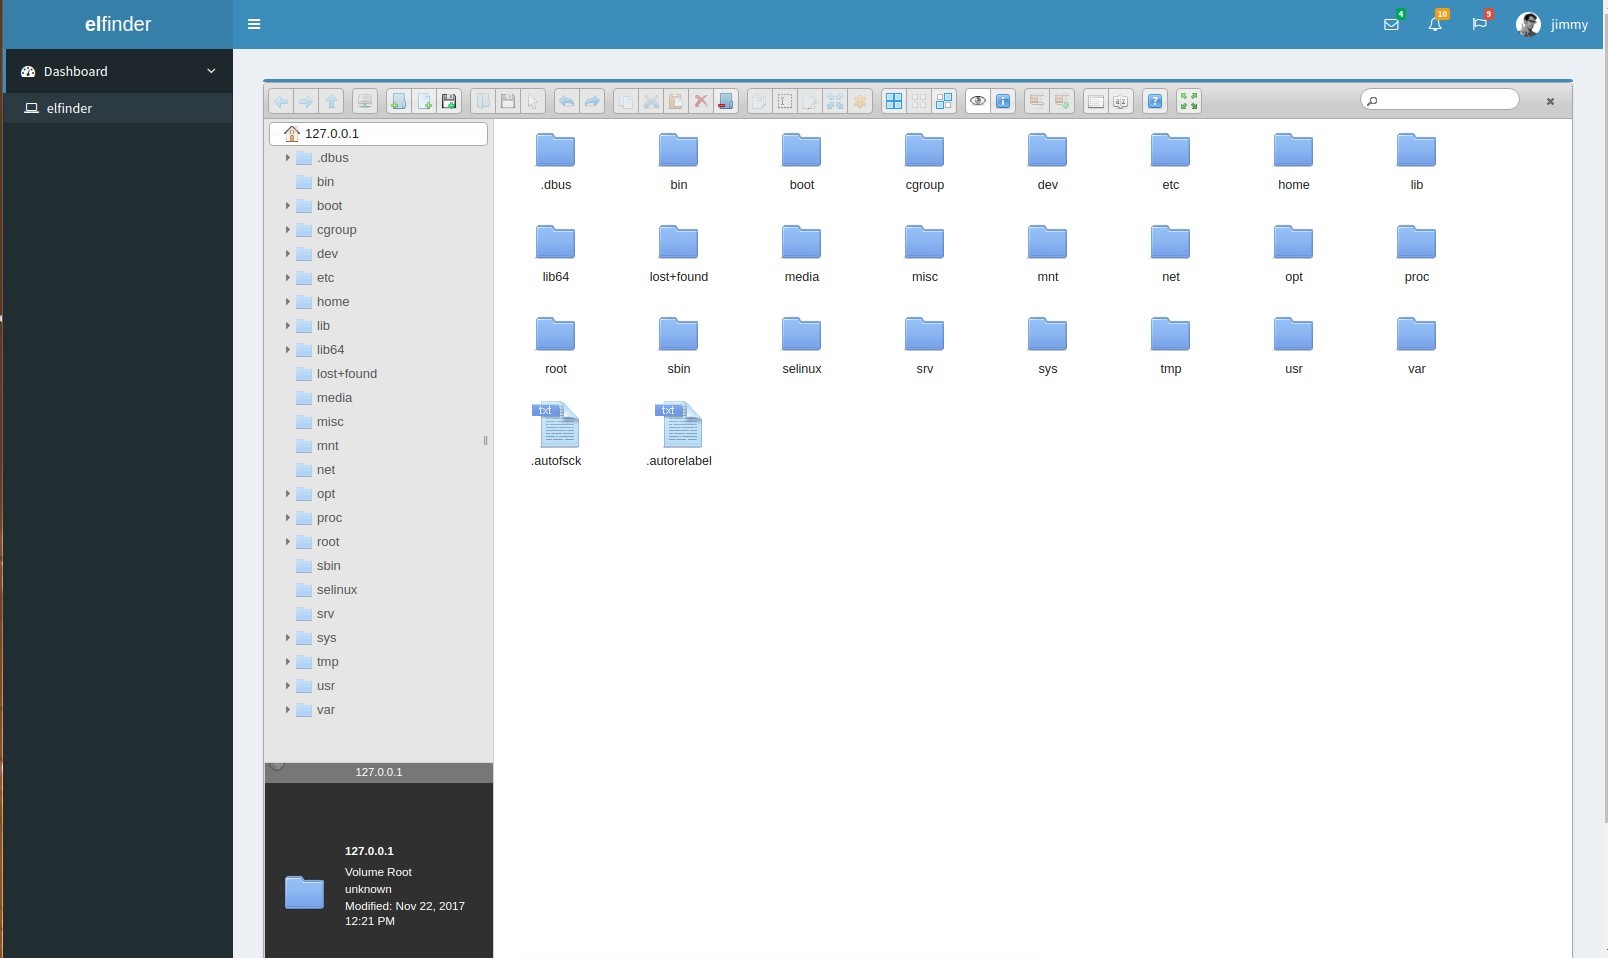 elfinder
4
10
9
jimmy
Dashboard
elfinder
127.0.0.1
.dbus
bin
boot
cgroup
dev
etc
home
lib
lib64
lost+found
media
misc
mnt
net
opt
proc
root
sbin
selinux
srv
sys
tmp
usr
var
.dbus bin boot cgroup dev etc home lib
lib64 lost+found media misc mnt net opt proc
root sbin selinux srv sys tmp usr var
txt txt
.autofsck .autorelabel
127.0.0.1
127.0.0.1
Volume Root
unknown
Modified: Nov 22, 2017
12:21 PM